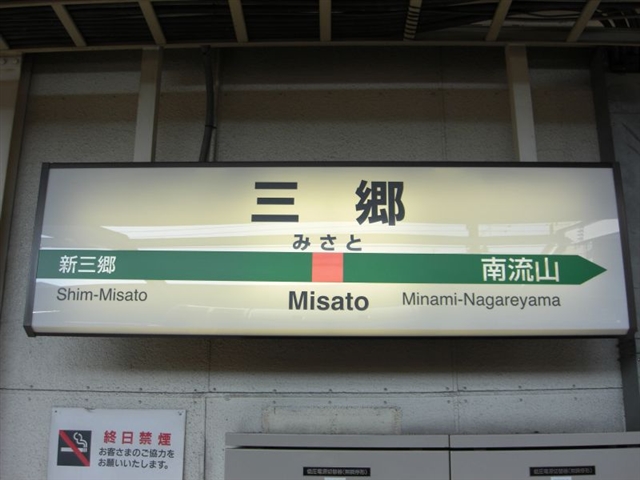 三 郷
みさと
新三郷
南流山
Shim-Misato
Misato
Minami-Nagareyama
終日禁煙
お客さまのご協力を
お願いいたします。